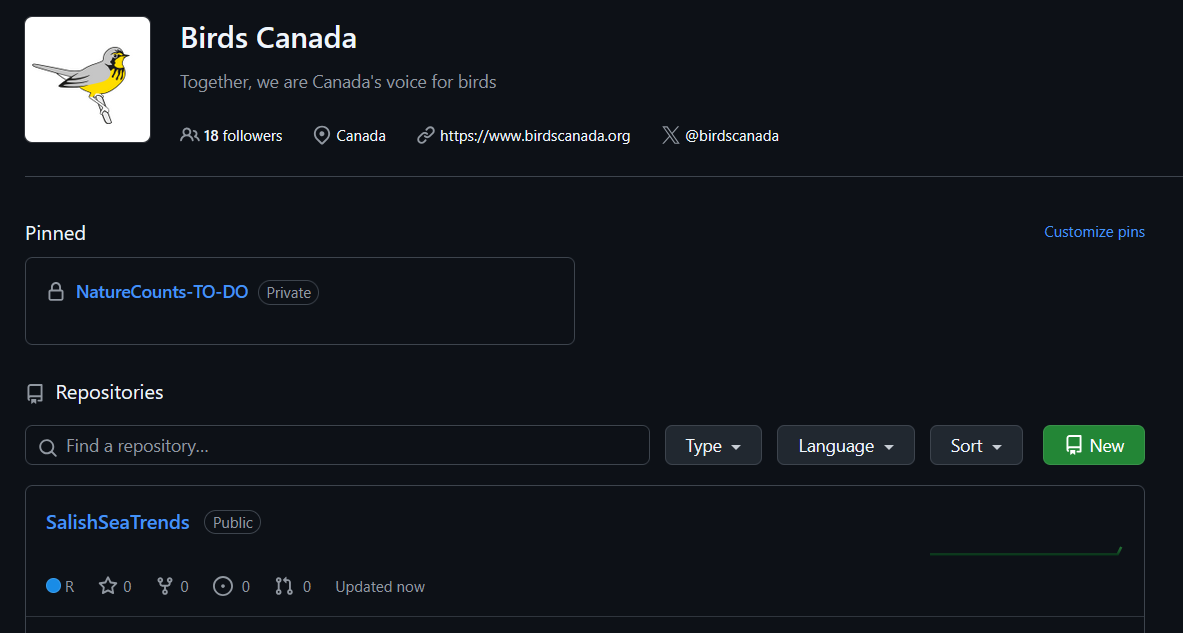 Birds Canada
Together, we are Canada's voice for birds
18 followers Canada https://www.birdscanada.org @birdscanada
Pinned Customize pins
NatureCounts-TO-DO Private
Repositories
Find a repository... Type Language Sort New
SalishSeaTrends Public
R 0 0 0 0 Updated now